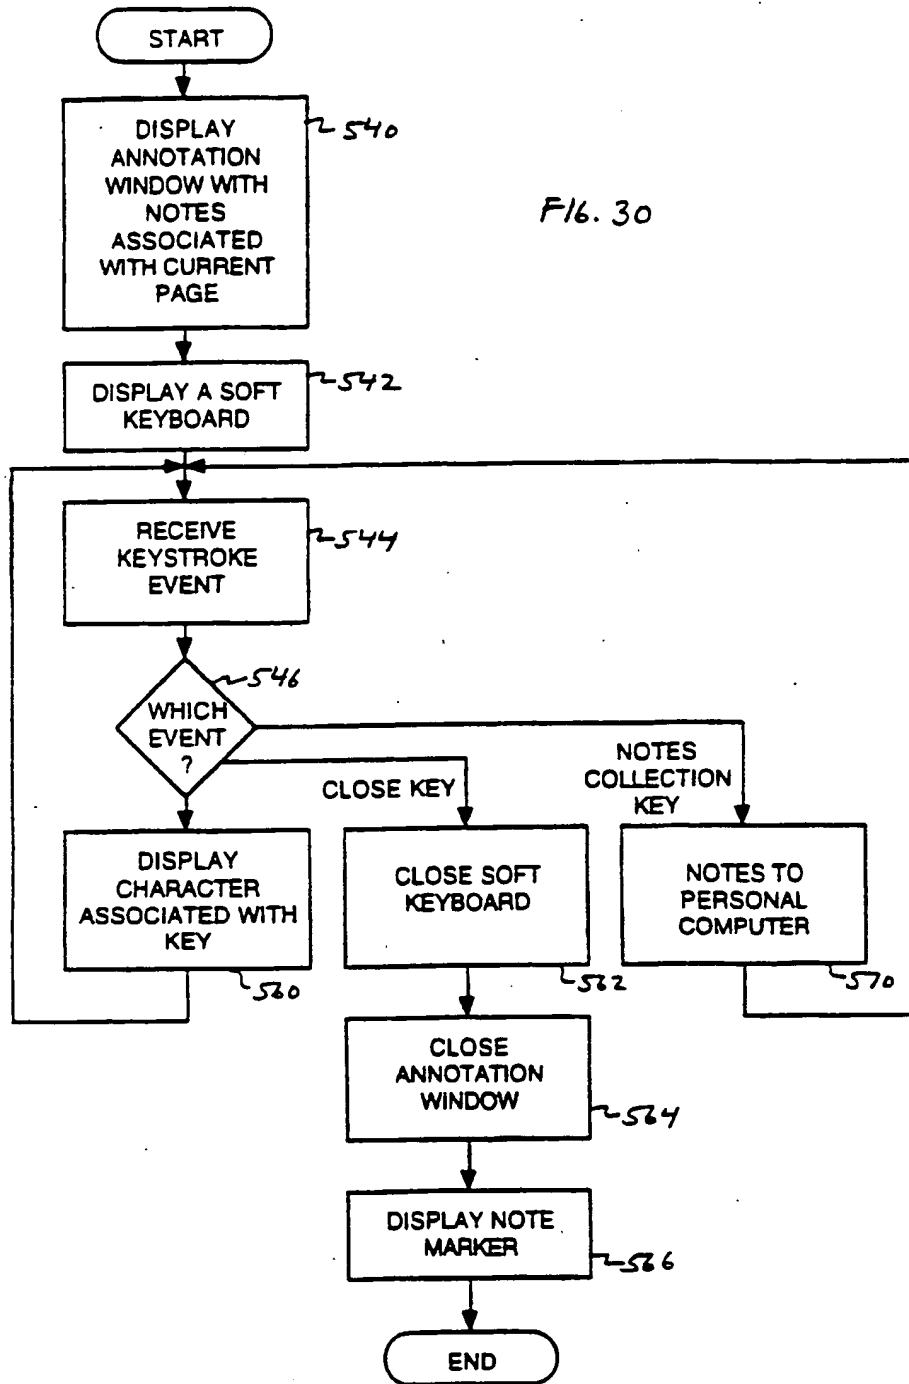 START
DISPLAY
ANNOTATION
WINDOW WITH
NOTES
ASSOCIATED
WITH CURRENT
PAGE
540
FIG. 30
DISPLAY A SOFT
KEYBOARD
542
RECEIVE
KEYSTROKE
EVENT
544
WHICH
EVENT
?
546
CLOSE KEY
NOTES
COLLECTION
KEY
DISPLAY
CHARACTER
ASSOCIATED WITH
KEY
560
CLOSE SOFT
KEYBOARD
562
NOTES TO
PERSONAL
COMPUTER
570
CLOSE
ANNOTATION
WINDOW
564
DISPLAY NOTE
MARKER
566
END